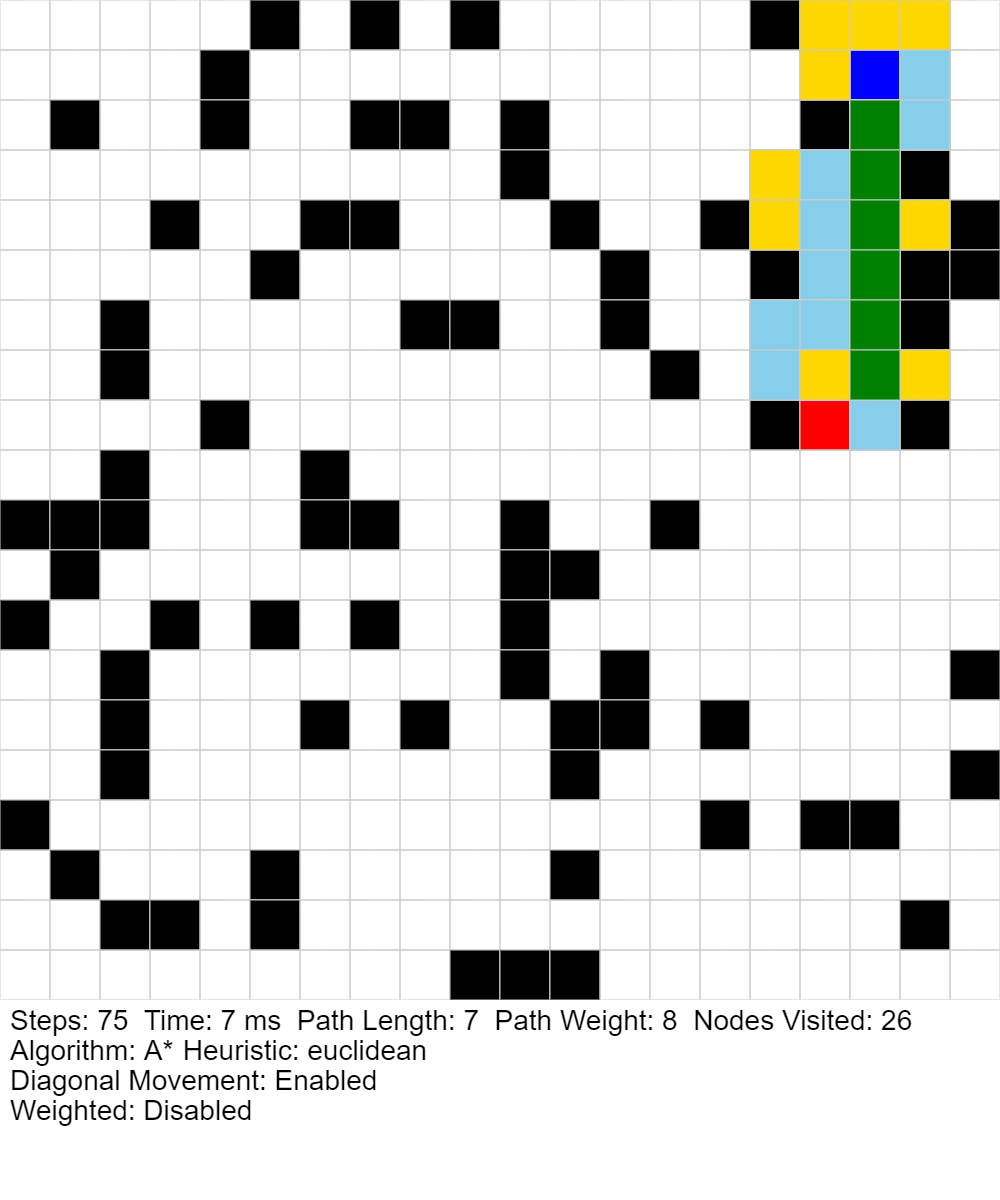 Steps: 75  Time: 7 ms  Path Length: 7  Path Weight: 8  Nodes Visited: 26
Algorithm: A* Heuristic: euclidean
Diagonal Movement: Enabled
Weighted: Disabled